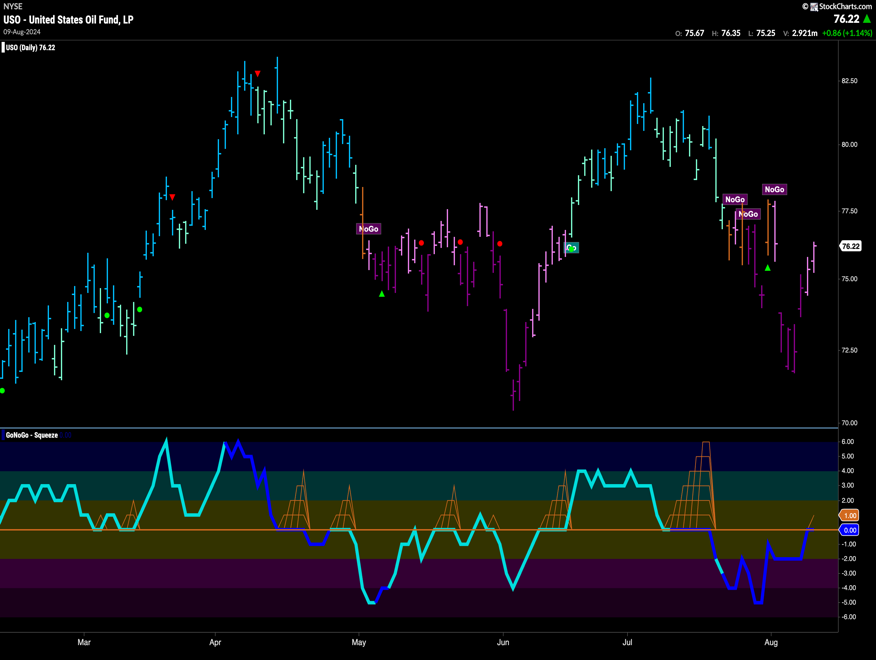 NYSE
© StockCharts.com
USO - United States Oil Fund, LP
76.22
09-Aug-2024
O: 75.67 H: 76.35 L: 75.25 V: 2.921m +0.86 (+1.14%)
USO (Daily) 76.22
82.50
80.00
NoGo
NoGo
77.50
NoGo
NoGo
Go
76.22
75.00
72.50
70.00
GoNoGo - Squeeze
6.00
5.00
4.00
3.00
2.00
1.00
0.00
-1.00
-2.00
-3.00
-4.00
-5.00
-6.00
Mar Apr May Jun Jul Aug